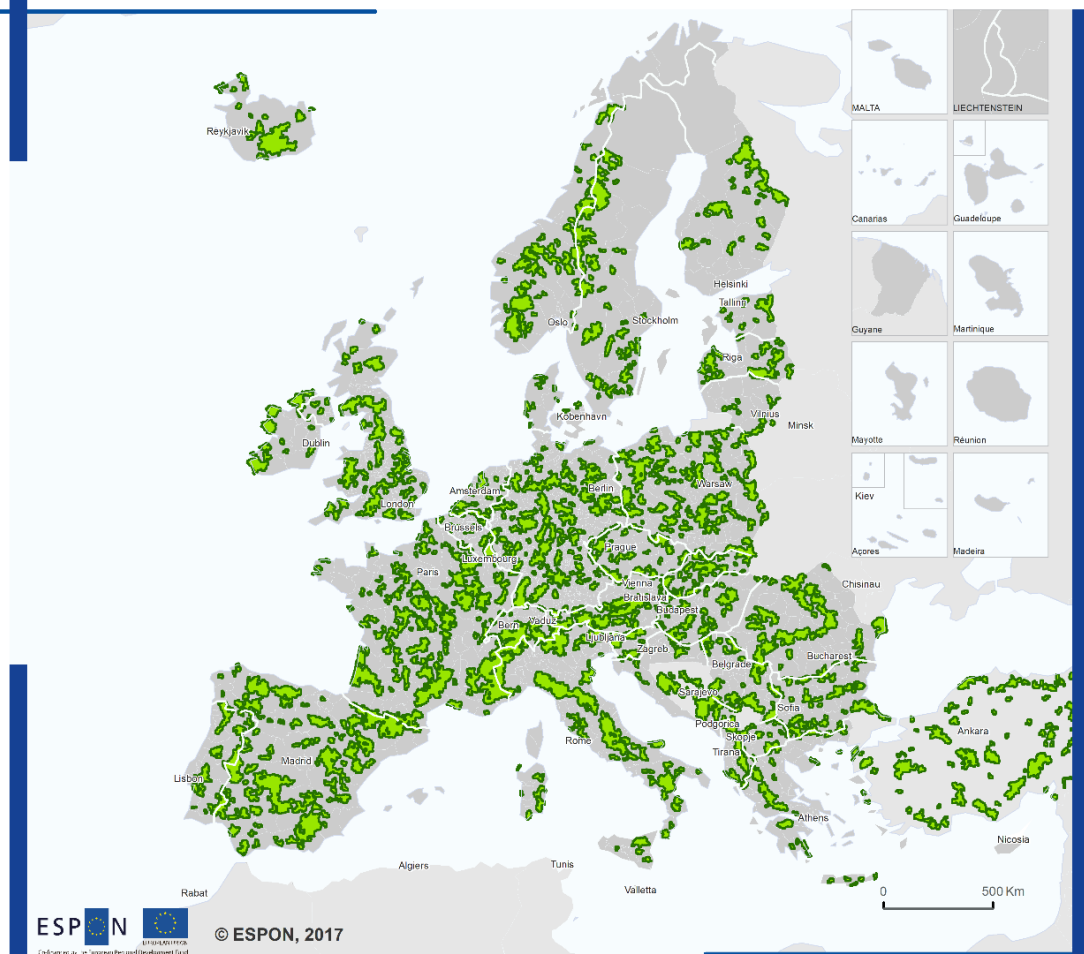 MALTA
LIECHTENSTEIN
Reykjavik
Canarias
Guadeloupe
Helsinki
Tallinn
Oslo
Stockholm
Guyane
Martinique
Riga
København
Vilnius
Minsk
Mayotte
Réunion
Dublin
Amsterdam
Berlin
Warsaw
London
Kiev
Brussels
Prague
Luxembourg
Açores
Madeira
Paris
Vienna
Chisinau
Bratislava
Budapest
Bern
Vaduz
Ljubljana
Zagreb
Bucharest
Belgrade
Sarajevo
Sofia
Podgorica
Skopje
Ankara
Rome
Tirana
Madrid
Lisbon
Athens
Nicosia
Algiers
Tunis
Valletta
Rabat
0 500 Km
ESPON
© ESPON, 2017